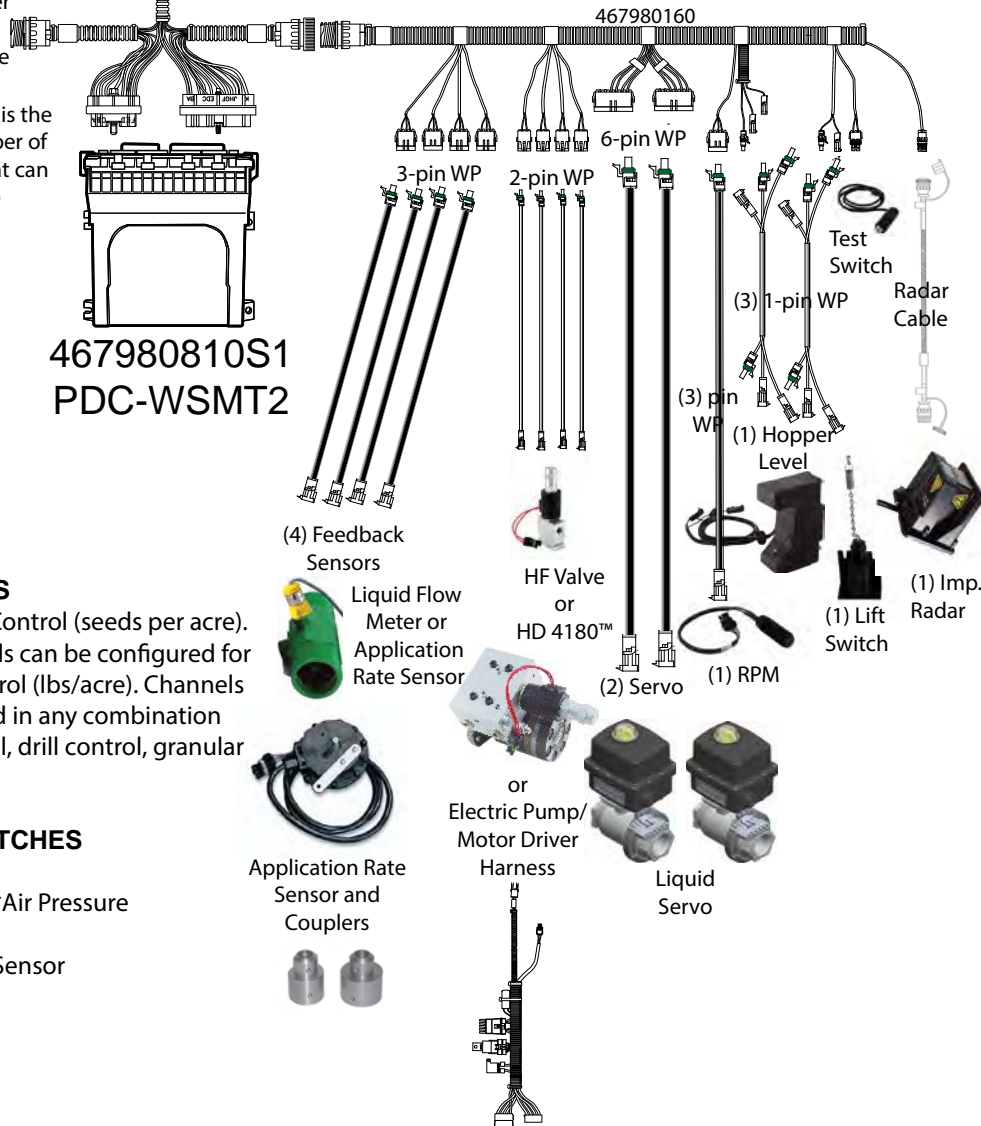 er
e
is the
ber of
at can
467980160
3-pin WP
2-pin WP
6-pin WP
467980810S1
PDC-WSMT2
Test
Switch
Radar
Cable
(3) 1-pin WP
(3) pin
WP
(1) Hopper
Level
(4) Feedback
Sensors
Liquid Flow
Meter or
Application
Rate Sensor
HF Valve
or
HD 4180™
(2) Servo
(1) RPM
(1) Lift
Switch
(1) Imp.
Radar
S
Control (seeds per acre).
ls can be configured for
rol (lbs/acre). Channels
d in any combination
l, drill control, granular
TCHES
Air Pressure
Sensor
Application Rate
Sensor and
Couplers
or
Electric Pump/
Motor Driver
Harness
Liquid
Servo